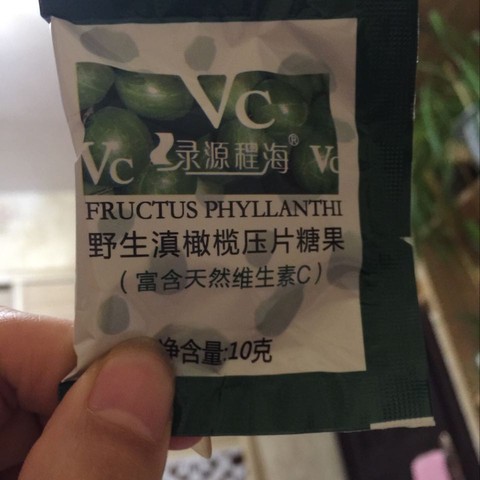 Vc
Vc 录源程海® Vc
FRUCTUS PHYLLANTHI
野生滇橄榄压片糖果
（富含天然维生素C）
净含量:10克